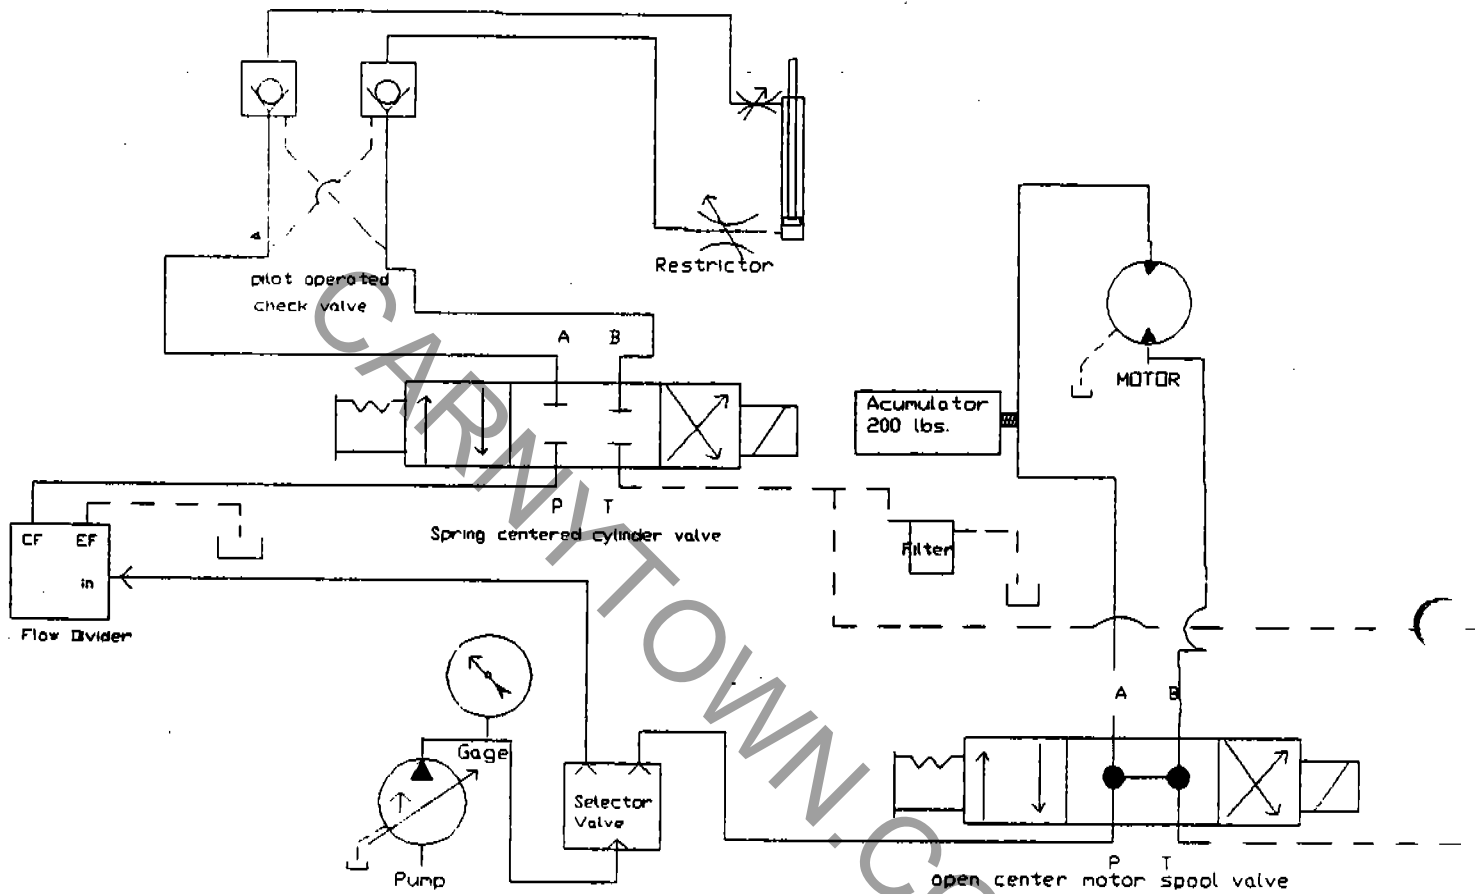 Restrictor
pilot operated
check valve
A B
MOTOR
Acumulator
200 lbs.
P T
Spring centered cylinder valve
CF EF
in
Filter
Flow Divider
A B
Gage
Selector
Valve
Pump
P T
open center motor spool valve
CARNYTOWN.CO